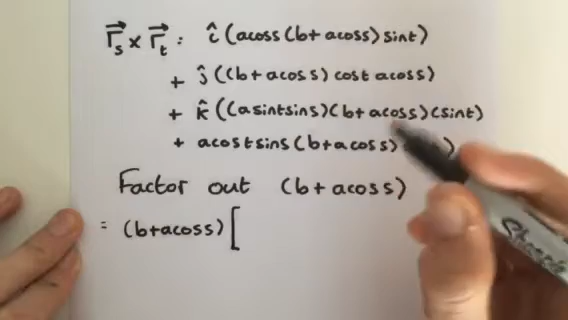 r⃗s × r⃗t = î(acoss(b+acoss)sint)
+ ĵ((b+acoss)cost acoss)
+ k̂((asintsins)(b+acoss)(sint)
+ acostsins(b+acoss) )
Factor out (b+acoss)
= (b+acoss)[
Sharpie